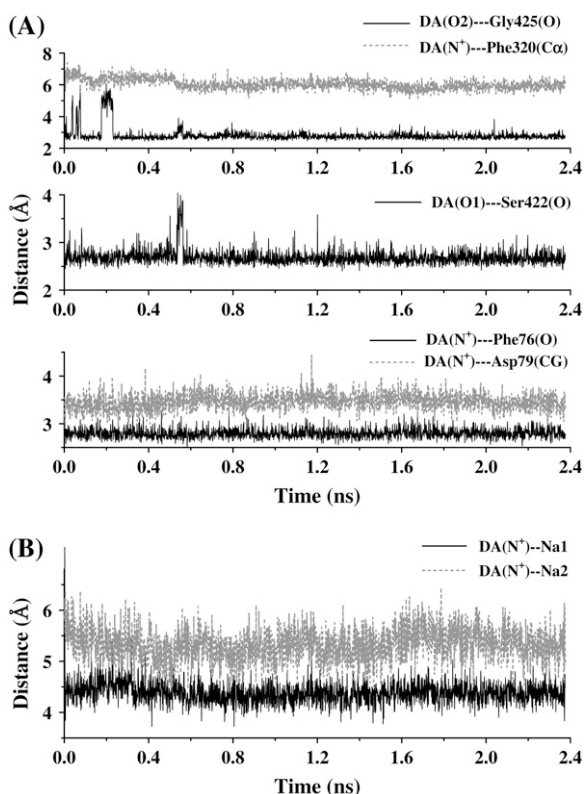 (A)
DA(O2)---Gly425(O)
DA(N⁺)---Phe320(Cα)
8
6
4
2
0.0 0.4 0.8 1.2 1.6 2.0 2.4
DA(O1)---Ser422(O)
4
3
2
Distance (Å)
0.0 0.4 0.8 1.2 1.6 2.0 2.4
DA(N⁺)---Phe76(O)
DA(N⁺)---Asp79(CG)
4
3
0.0 0.4 0.8 1.2 1.6 2.0 2.4
Time (ns)
(B)
DA(N⁺)--Na1
DA(N⁺)--Na2
6
5
4
Distance (Å)
0.0 0.4 0.8 1.2 1.6 2.0 2.4
Time (ns)